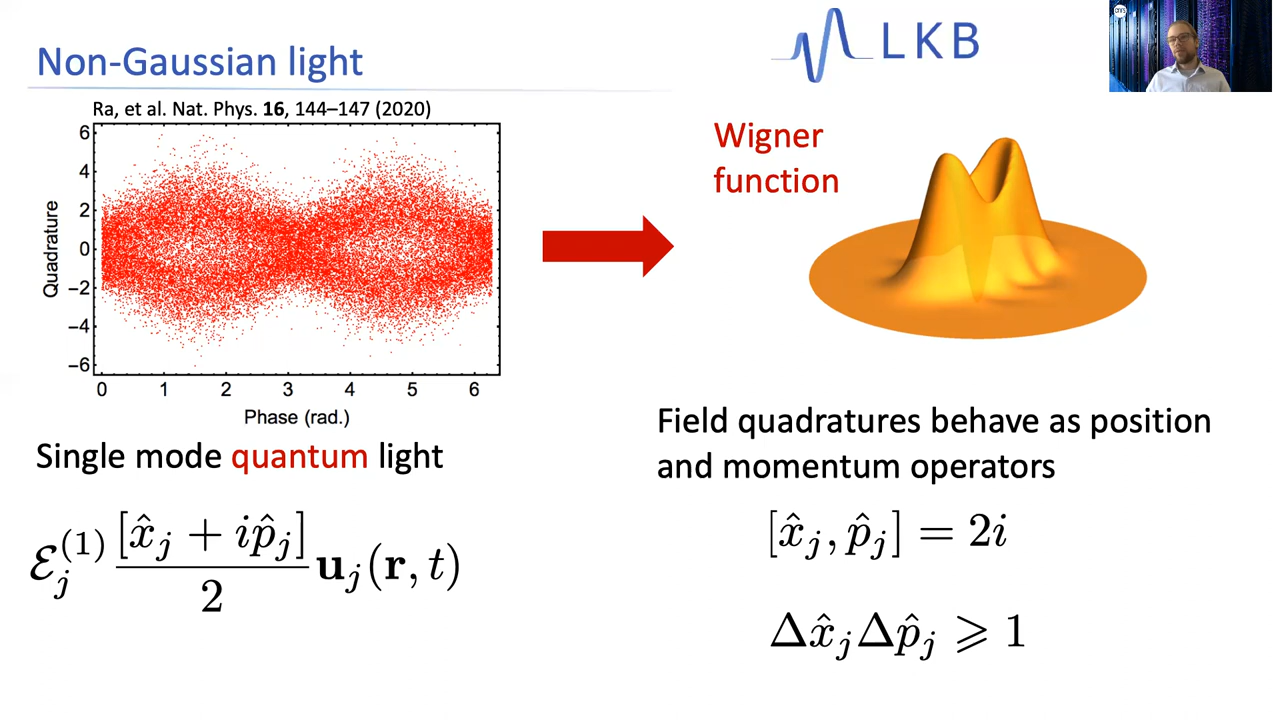 Non-Gaussian light
LKB
cnrs
Ra, et al. Nat. Phys. 16, 144–147 (2020)
Quadrature
6
4
2
0
−2
−4
−6
0 1 2 3 4 5 6
Phase (rad.)
Wigner
function
Single mode quantum light
Field quadratures behave as position
and momentum operators
ℰ_j^(1) [x̂_j + ip̂_j] / 2 𝐮_j(𝐫, t)
[x̂_j, p̂_j] = 2i
Δx̂_jΔp̂_j ⩾ 1